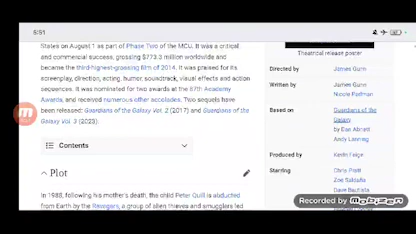 5:51
States on August 1 as part of Phase Two of the MCU. It was a critical
and commercial success, grossing $773.3 million worldwide and
became the third-highest-grossing film of 2014. It was praised for its
screenplay, direction, acting, humor, soundtrack, visual effects and action
sequences. It was nominated for two awards at the 87th Academy
Awards, and received numerous other accolades. Two sequels have
been released: Guardians of the Galaxy Vol. 2 (2017) and Guardians of the
Galaxy Vol. 3 (2023).
Contents
Plot
In 1988, following his mother's death, the child Peter Quill is abducted
from Earth by the Ravagers, a group of alien thieves and smugglers led
Theatrical release poster
Directed by James Gunn
Written by James Gunn
Nicole Perlman
Based on Guardians of the
Galaxy
by Dan Abnett
Andy Lanning
Produced by Kevin Feige
Starring Chris Pratt
Zoe Saldaña
Dave Bautista
Recorded by Mobizen